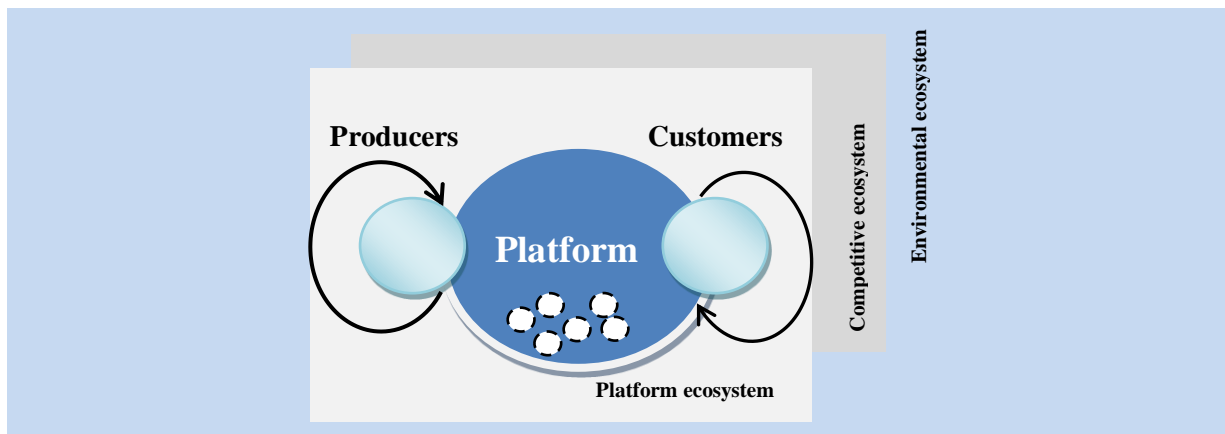 Producers
Customers
Platform
Platform ecosystem
Competitive ecosystem
Environmental ecosystem